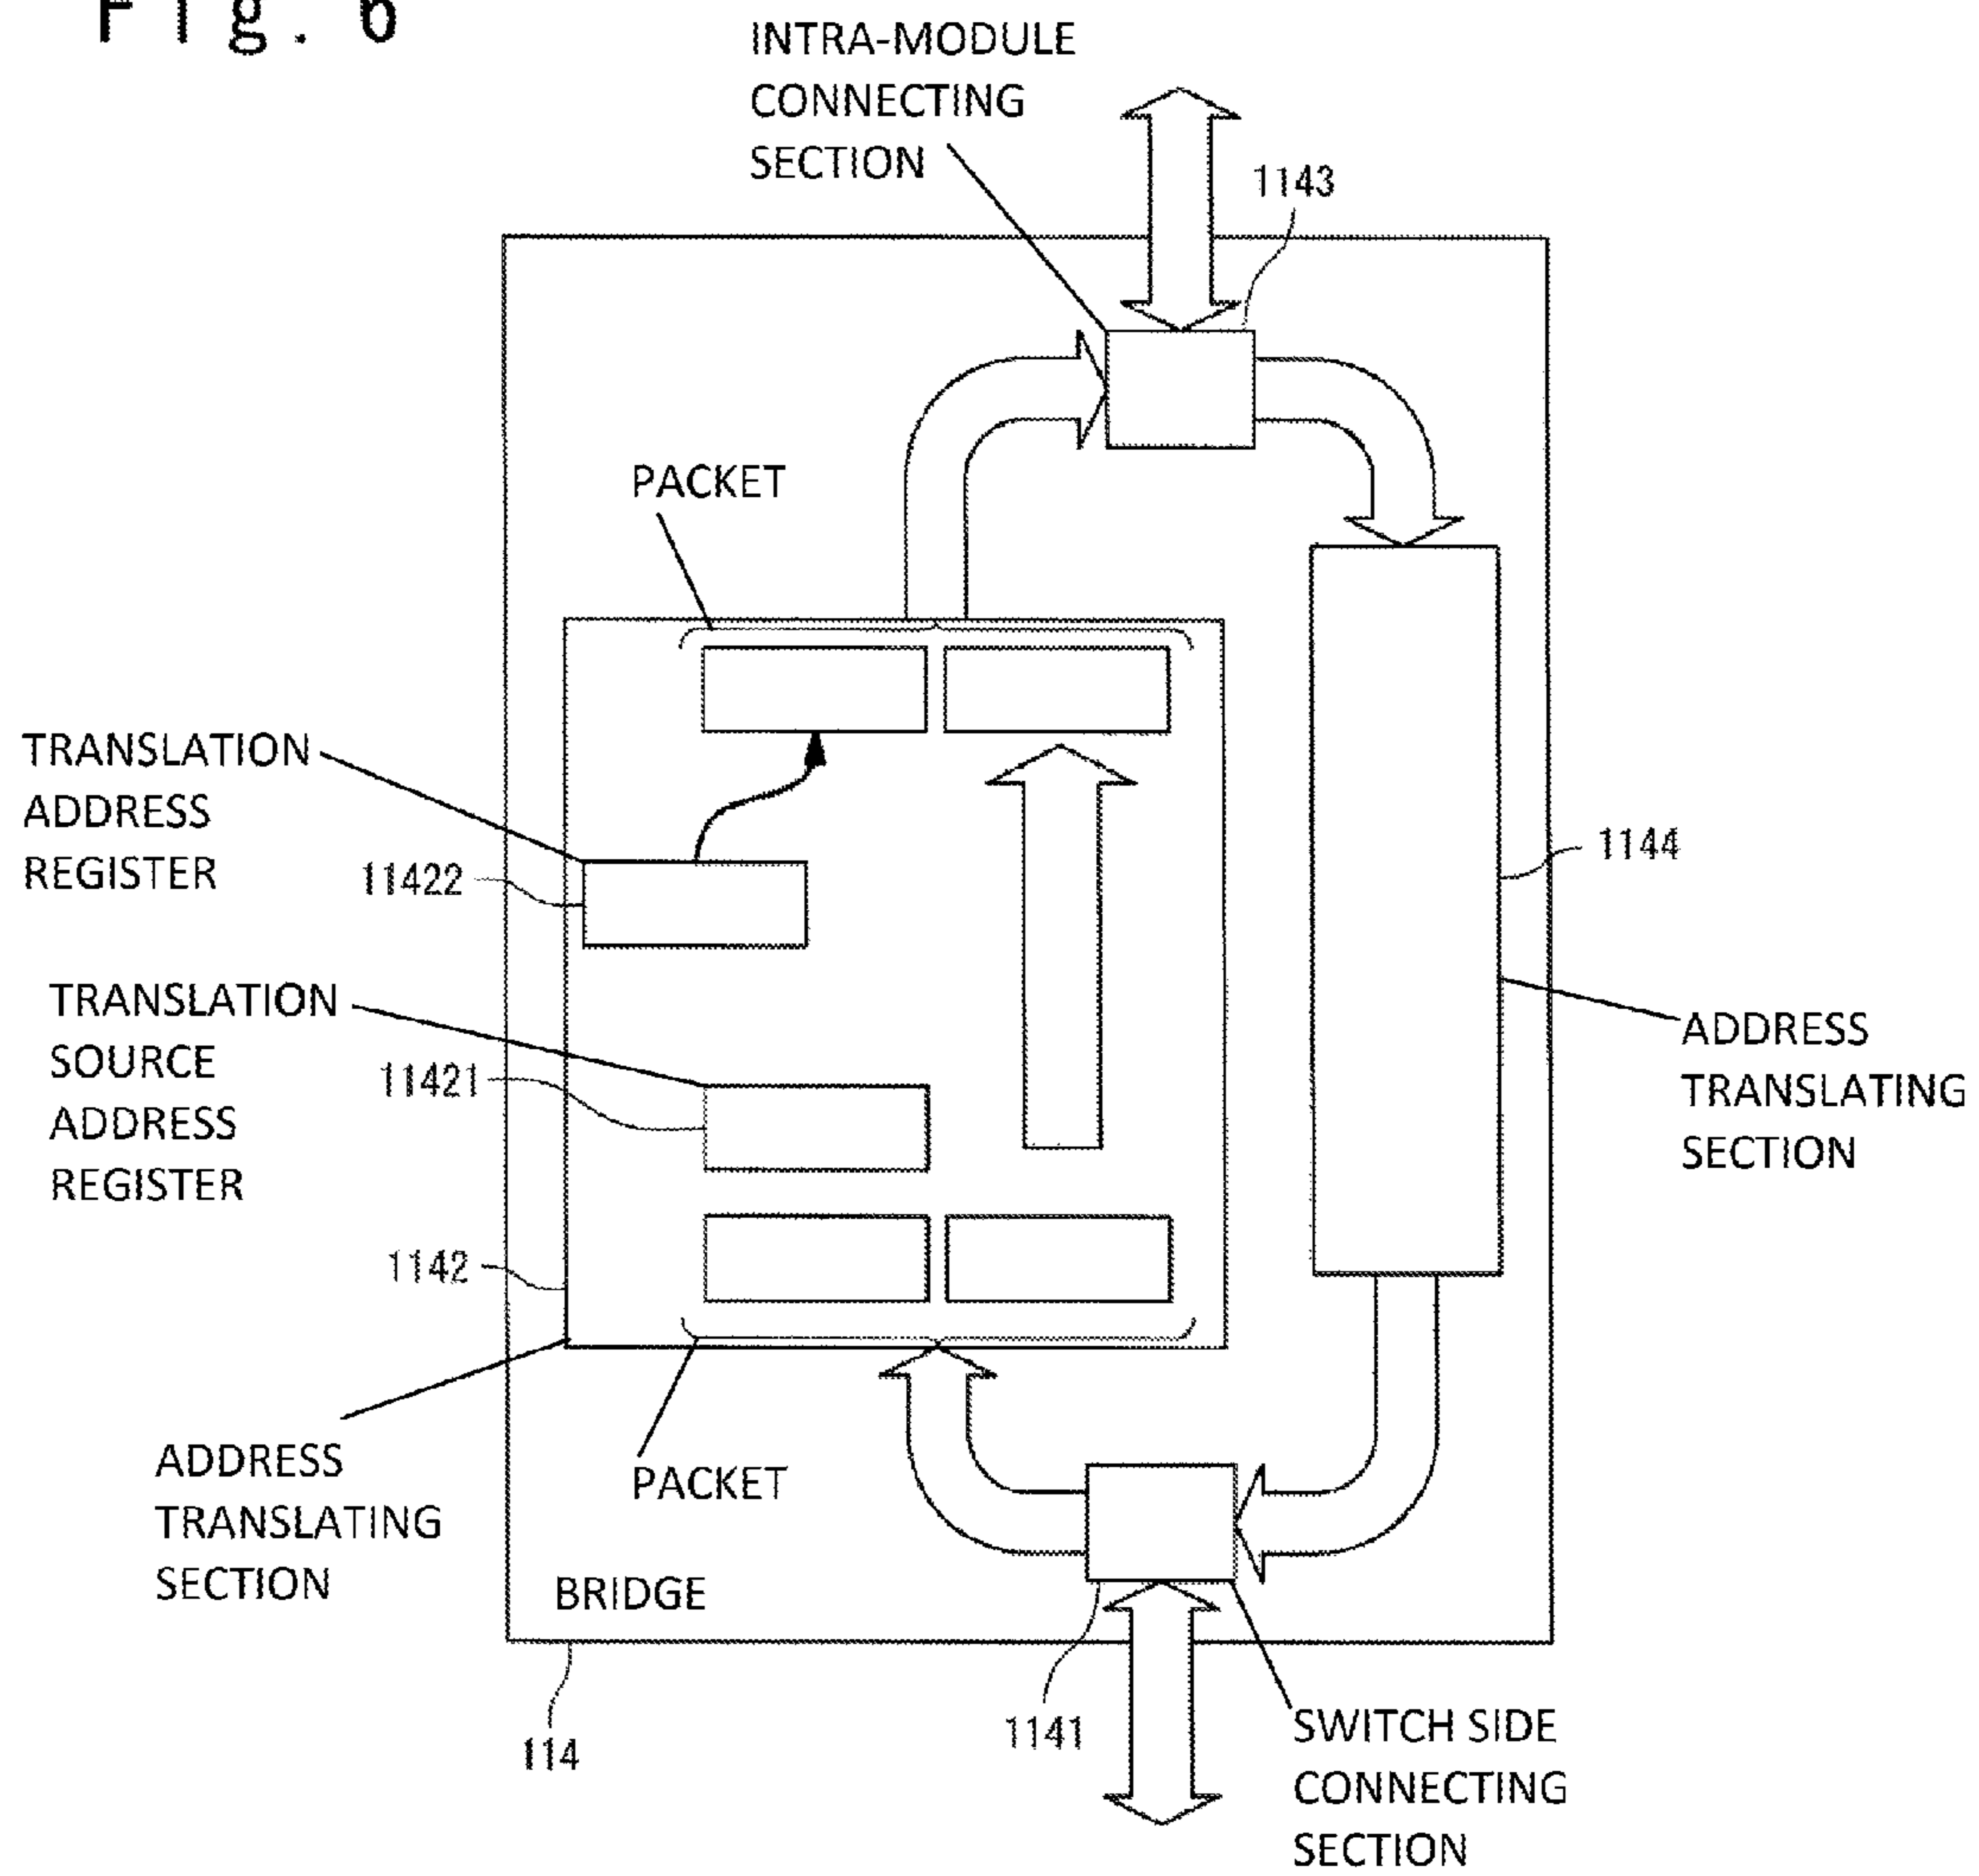 Fig. 6
INTRA-MODULE
CONNECTING
SECTION
1143
PACKET
TRANSLATION
ADDRESS
REGISTER
11422
1144
TRANSLATION
SOURCE
ADDRESS
REGISTER
11421
ADDRESS
TRANSLATING
SECTION
1142
ADDRESS
TRANSLATING
SECTION
PACKET
BRIDGE
114
1141
SWITCH SIDE
CONNECTING
SECTION